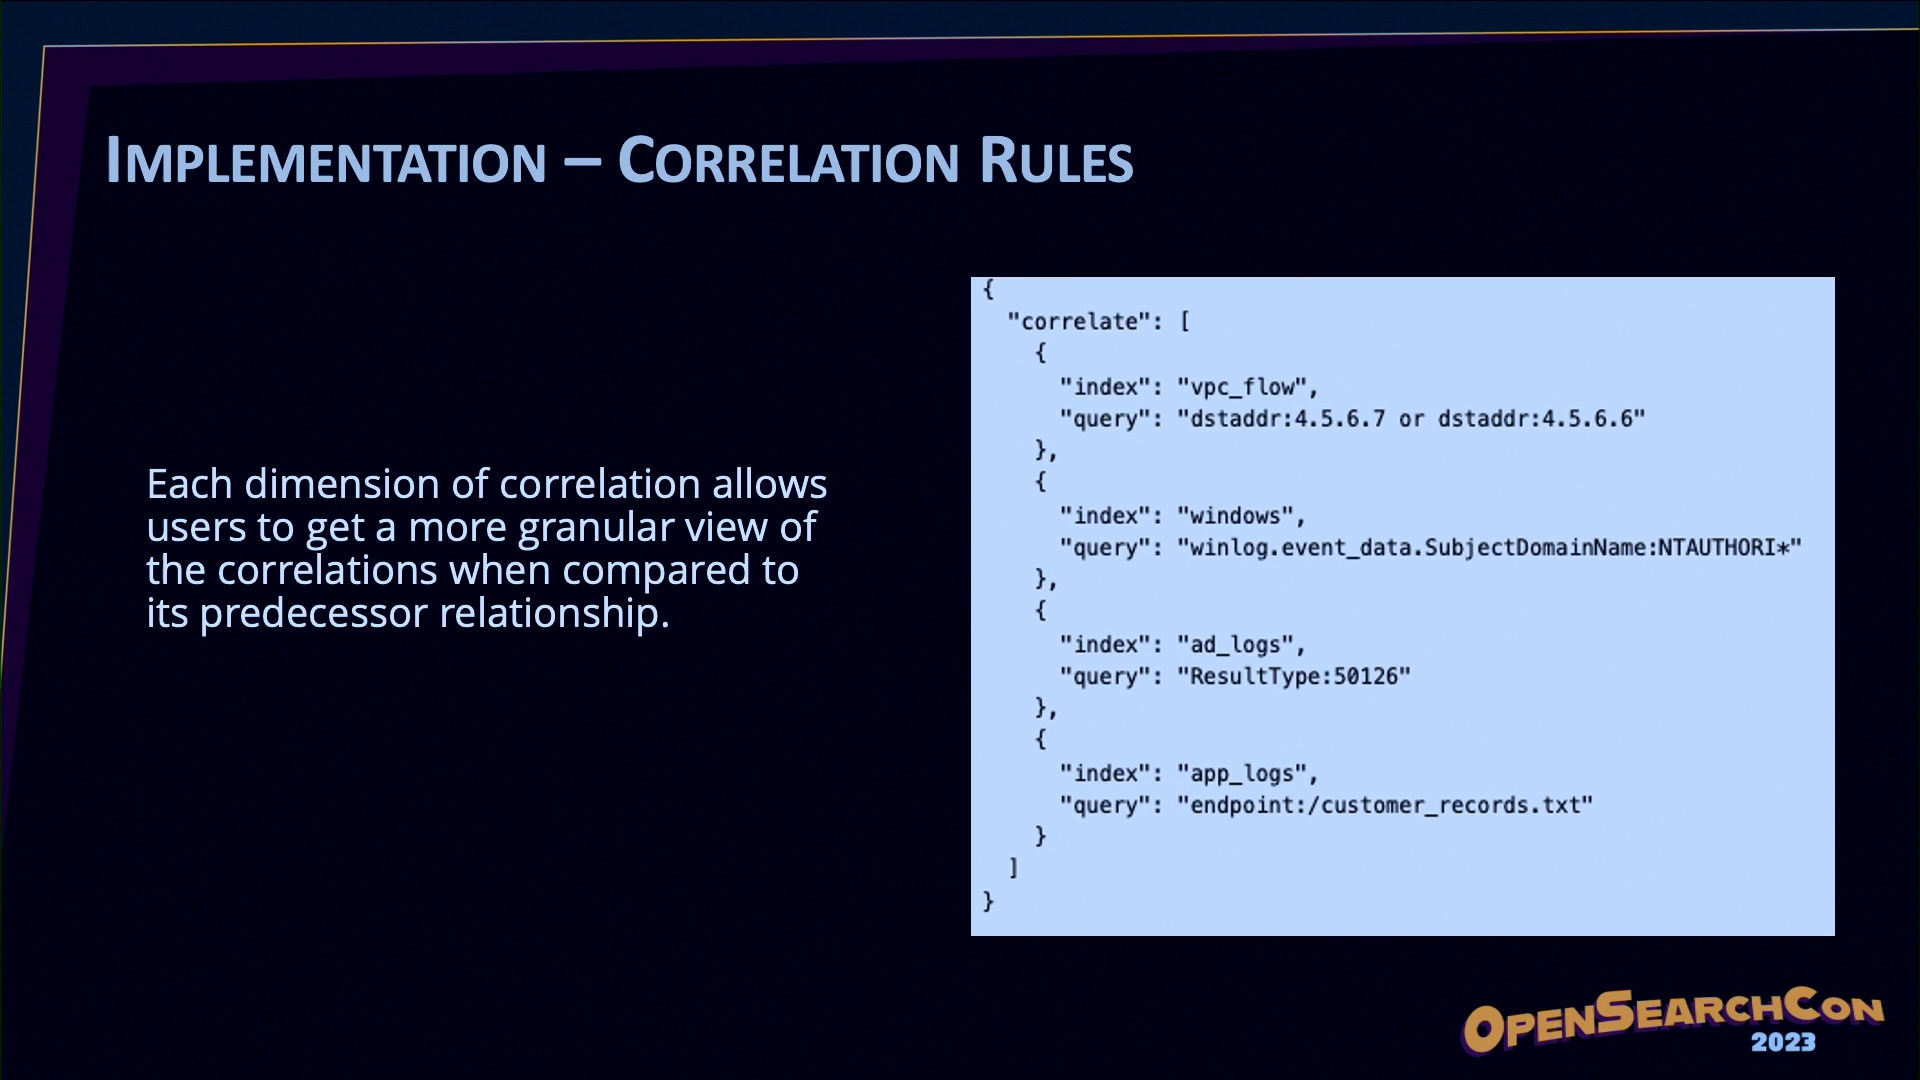 IMPLEMENTATION – CORRELATION RULES
Each dimension of correlation allows
users to get a more granular view of
the correlations when compared to
its predecessor relationship.
{
  "correlate": [
    {
      "index": "vpc_flow",
      "query": "dstaddr:4.5.6.7 or dstaddr:4.5.6.6"
    },
    {
      "index": "windows",
      "query": "winlog.event_data.SubjectDomainName:NTAUTHORI*"
    },
    {
      "index": "ad_logs",
      "query": "ResultType:50126"
    },
    {
      "index": "app_logs",
      "query": "endpoint:/customer_records.txt"
    }
  ]
}
OPENSEARCHCON
2023